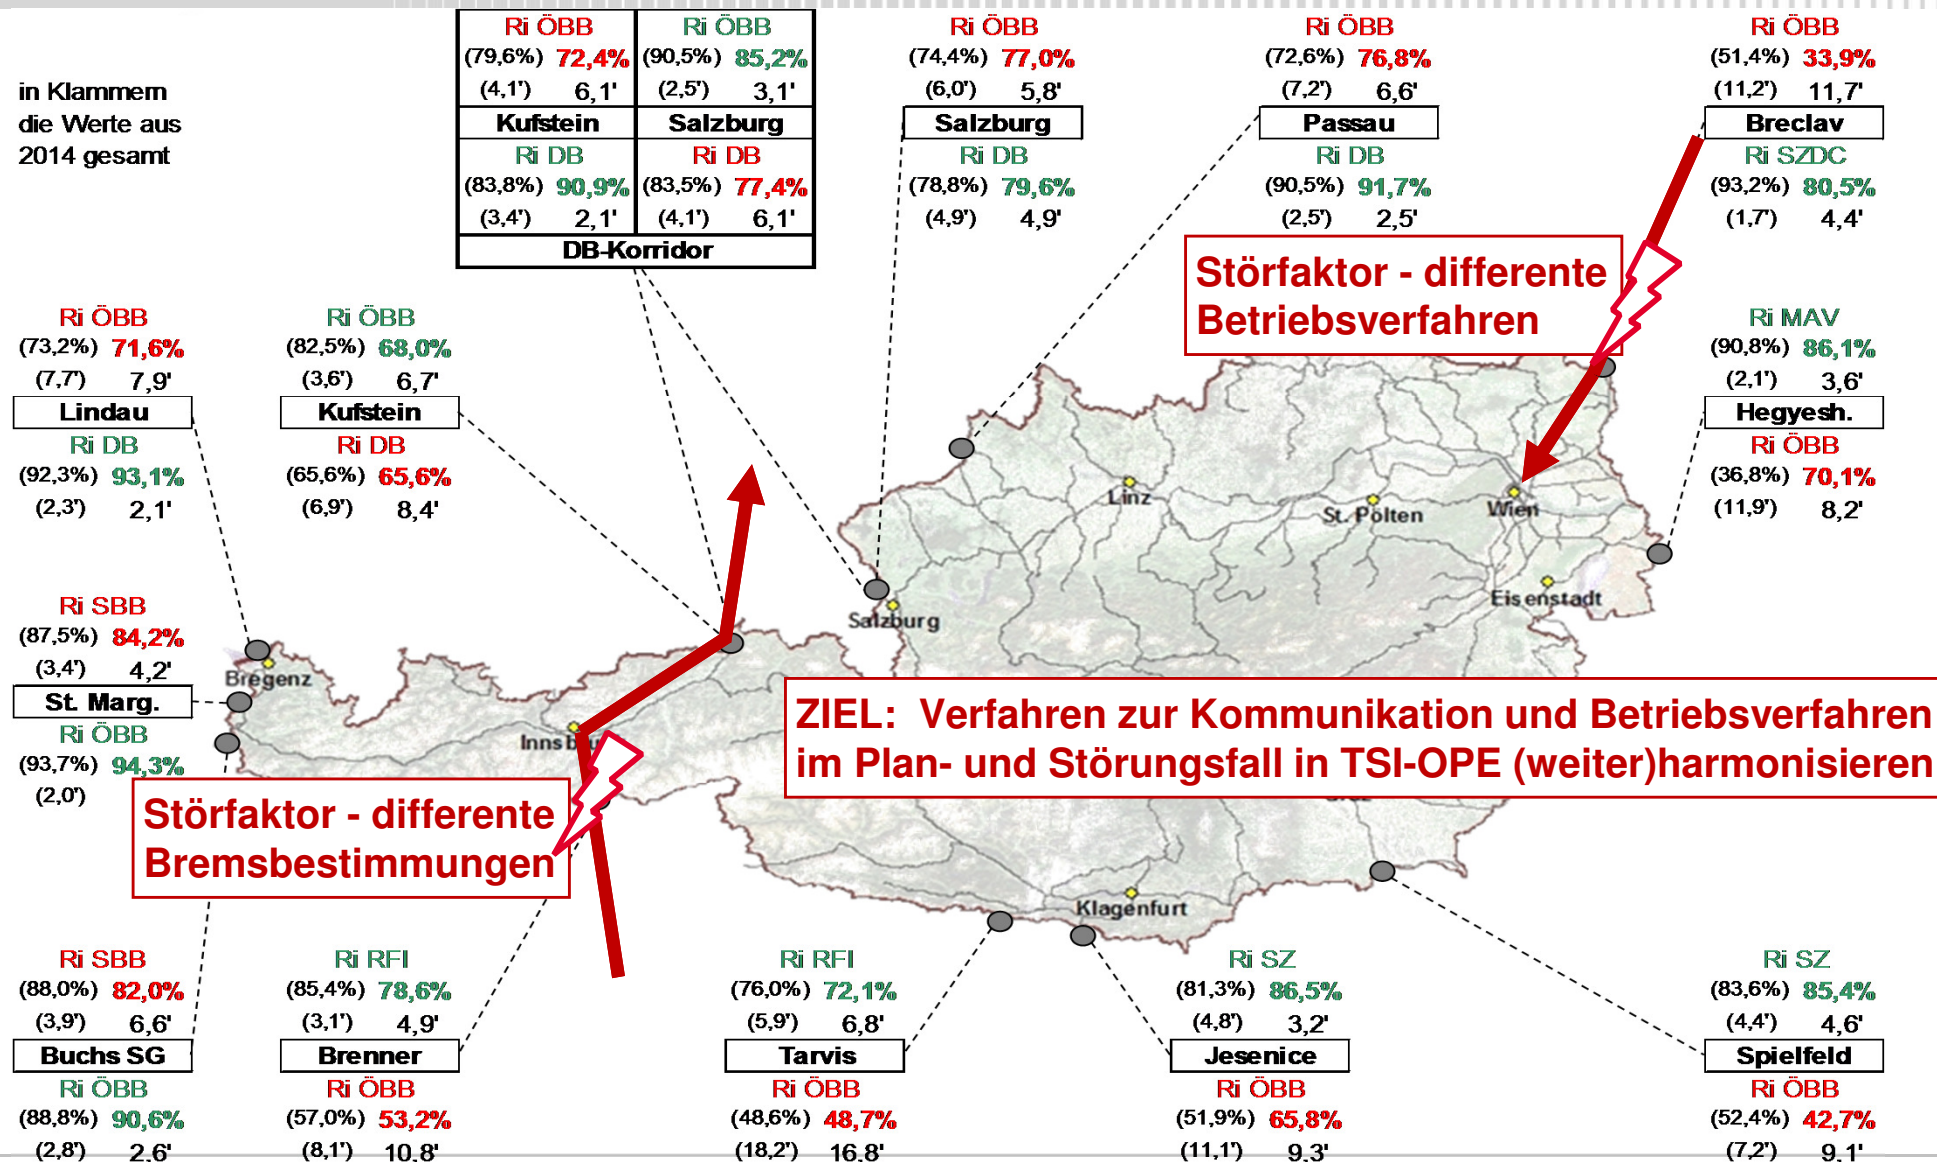 in Klammern
die Werte aus
2014 gesamt
Ri ÖBB
(79,6%) 72,4%
(4,1') 6,1'
Kufstein
Ri DB
(83,8%) 90,9%
(3,4') 2,1'
Ri ÖBB
(90,5%) 85,2%
(2,5') 3,1'
Salzburg
Ri DB
(83,5%) 77,4%
(4,1') 6,1'
DB-Korridor
Ri ÖBB
(74,4%) 77,0%
(6,0') 5,8'
Salzburg
Ri DB
(78,8%) 79,6%
(4,9') 4,9'
Ri ÖBB
(72,6%) 76,8%
(7,2') 6,6'
Passau
Ri DB
(90,5%) 91,7%
(2,5') 2,5'
Ri ÖBB
(51,4%) 33,9%
(11,2') 11,7'
Breclav
Ri SZDC
(93,2%) 80,5%
(1,7') 4,4'
Störfaktor - differente
Betriebsverfahren
Ri ÖBB
(73,2%) 71,6%
(7,7') 7,9'
Lindau
Ri DB
(92,3%) 93,1%
(2,3') 2,1'
Ri ÖBB
(82,5%) 68,0%
(3,6') 6,7'
Kufstein
Ri DB
(65,6%) 65,6%
(6,9') 8,4'
Ri MAV
(90,8%) 86,1%
(2,1') 3,6'
Hegyesh.
Ri ÖBB
(36,8%) 70,1%
(11,9') 8,2'
Linz
St. Pölten
Wien
Eisenstadt
Salzburg
Bregenz
Ri SBB
(87,5%) 84,2%
(3,4') 4,2'
St. Marg.
Ri ÖBB
(93,7%) 94,3%
(2,0')
ZIEL: Verfahren zur Kommunikation und Betriebsverfahren
im Plan- und Störungsfall in TSI-OPE (weiter)harmonisieren
Störfaktor - differente
Bremsbestimmungen
Klagenfurt
Ri SBB
(88,0%) 82,0%
(3,9') 6,6'
Buchs SG
Ri ÖBB
(88,8%) 90,6%
(2,8') 2,6'
Ri RFI
(85,4%) 78,6%
(3,1') 4,9'
Brenner
Ri ÖBB
(57,0%) 53,2%
(8,1') 10,8'
Ri RFI
(76,0%) 72,1%
(5,9') 6,8'
Tarvis
Ri ÖBB
(48,6%) 48,7%
(18,2') 16,8'
Ri SZ
(81,3%) 86,5%
(4,8') 3,2'
Jesenice
Ri ÖBB
(51,9%) 65,8%
(11,1') 9,3'
Ri SZ
(83,6%) 85,4%
(4,4') 4,6'
Spielfeld
Ri ÖBB
(52,4%) 42,7%
(7,2') 9,1'